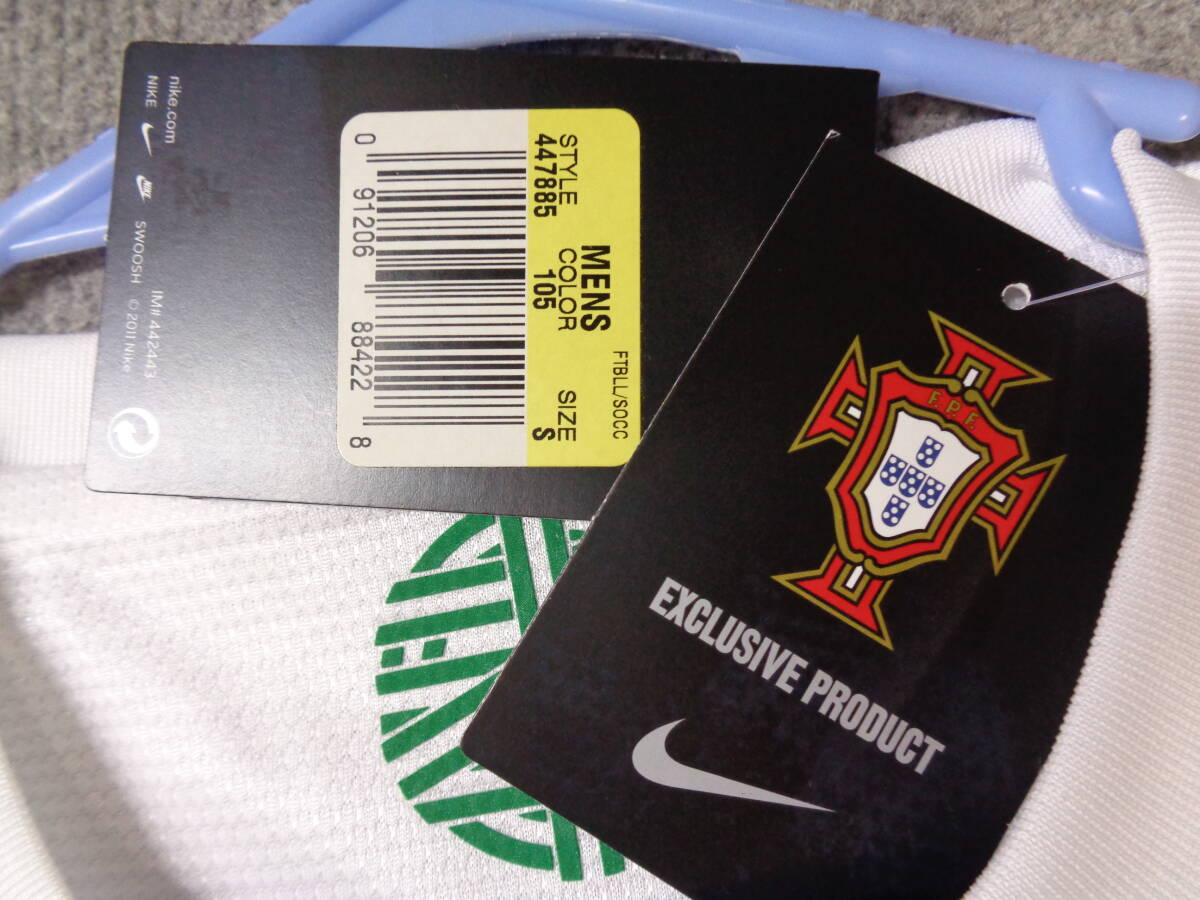 nike.com
NIKE SWOOSH IM# 442443
© 2011 Nike
FTBLL/SOCC
MENS
STYLE COLOR SIZE
447885 105 S
0 91206 88422 8
F.P.F.
EXCLUSIVE PRODUCT